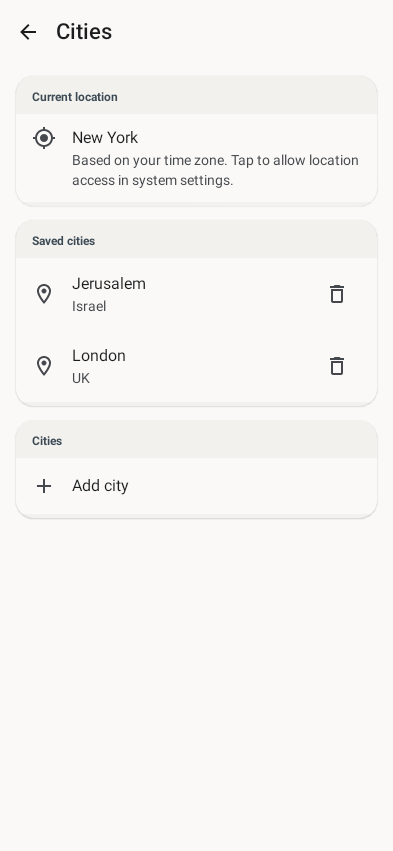 Cities
Current location
New York
Based on your time zone. Tap to allow location
access in system settings.
Saved cities
Jerusalem
Israel
London
UK
Cities
Add city